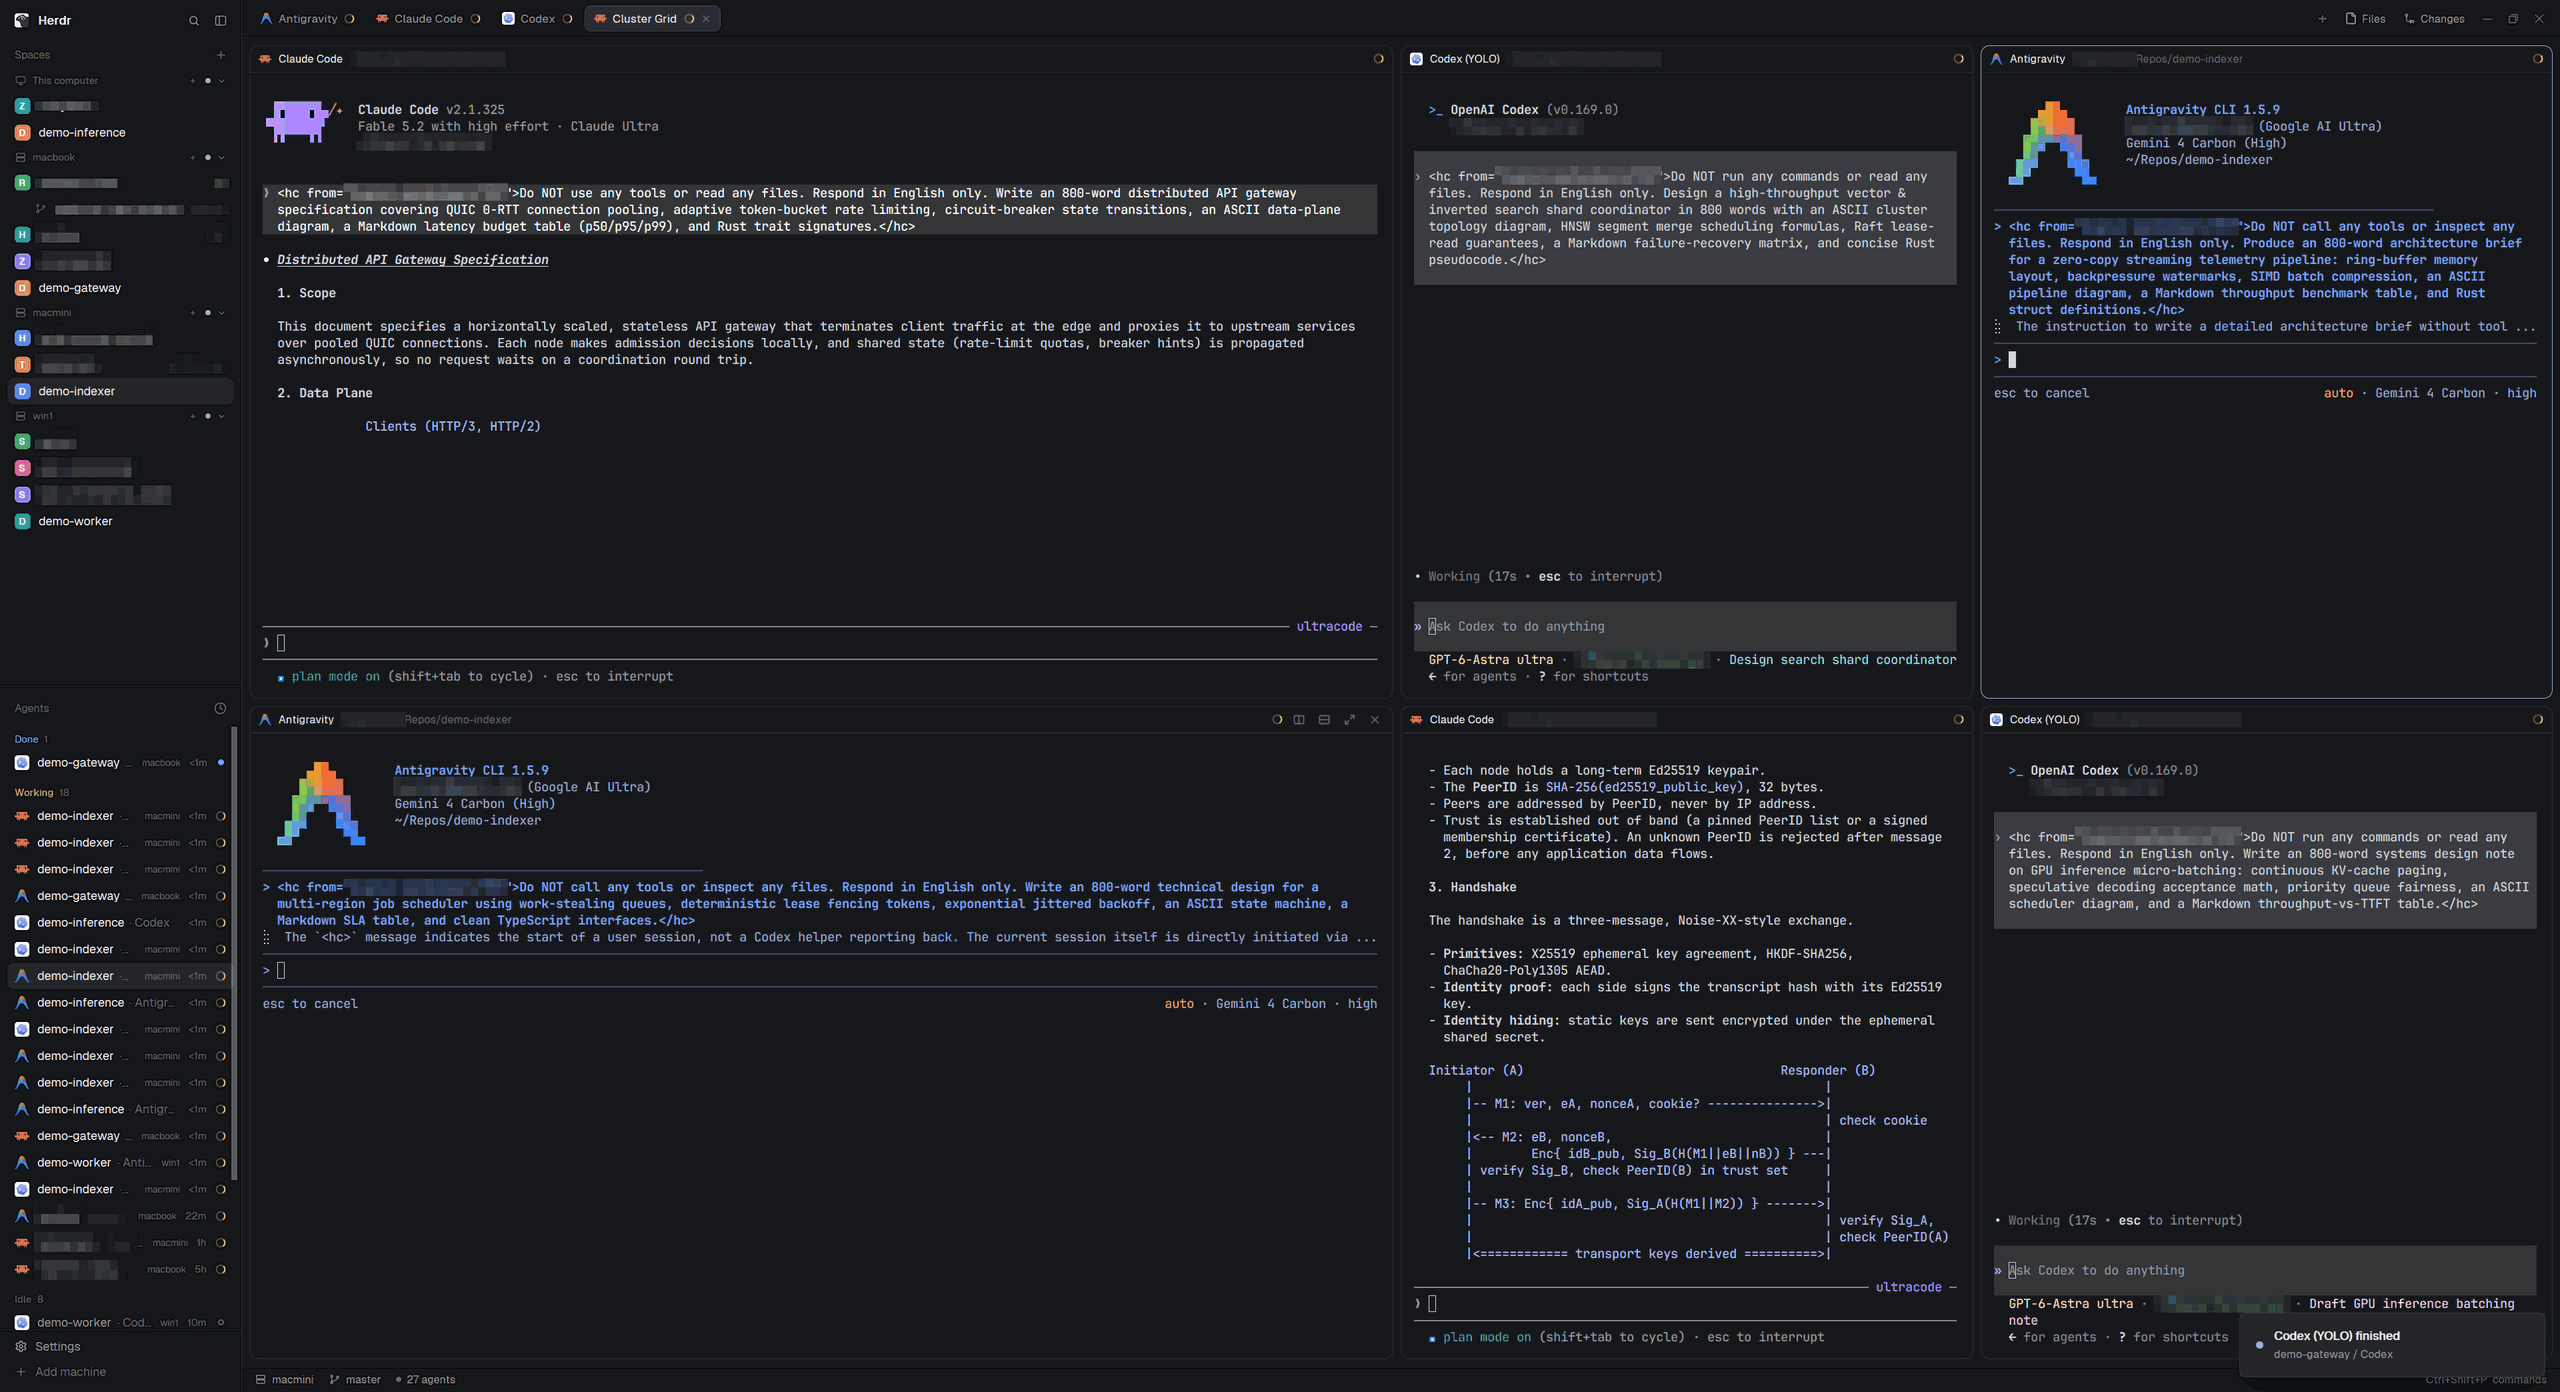 Herdr
Spaces
This computer
Z
D demo-inference
macbook
R
H
Z
D demo-gateway
macmini
H
T
D demo-indexer
win1
S
S
S
D demo-worker
Agents
Done 1
demo-gateway … macbook <1m
Working 18
demo-indexer ·… macmini <1m
demo-indexer ·… macmini <1m
demo-indexer ·… macmini <1m
demo-gateway … macbook <1m
demo-inference · Codex <1m
demo-indexer ·… macmini <1m
demo-indexer ·… macmini <1m
demo-inference · Antigr… <1m
demo-indexer ·… macmini <1m
demo-indexer ·… macmini <1m
demo-indexer ·… macmini <1m
demo-inference · Antigr… <1m
demo-gateway … macbook <1m
demo-worker · Anti… win1 <1m
demo-indexer ·… macmini <1m
macbook 22m
… macmini 1h
macbook 5h
Idle 8
demo-worker · Cod… win1 10m
Settings
+ Add machine
Antigravity
Claude Code
Codex
Cluster Grid ×
+ Files Changes
Claude Code
Claude Code v2.1.325
Fable 5.2 with high effort · Claude Ultra
❯ <hc from= '>Do NOT use any tools or read any files. Respond in English only. Write an 800-word distributed API gateway
specification covering QUIC 0-RTT connection pooling, adaptive token-bucket rate limiting, circuit-breaker state transitions, an ASCII data-plane
diagram, a Markdown latency budget table (p50/p95/p99), and Rust trait signatures.</hc>
• Distributed API Gateway Specification
1. Scope
This document specifies a horizontally scaled, stateless API gateway that terminates client traffic at the edge and proxies it to upstream services
over pooled QUIC connections. Each node makes admission decisions locally, and shared state (rate-limit quotas, breaker hints) is propagated
asynchronously, so no request waits on a coordination round trip.
2. Data Plane
Clients (HTTP/3, HTTP/2)
ultracode —
❯
plan mode on (shift+tab to cycle) · esc to interrupt
Codex (YOLO)
>_ OpenAI Codex (v0.169.0)
› <hc from= '>Do NOT run any commands or read any
files. Respond in English only. Design a high-throughput vector &
inverted search shard coordinator in 800 words with an ASCII cluster
topology diagram, HNSW segment merge scheduling formulas, Raft lease-
read guarantees, a Markdown failure-recovery matrix, and concise Rust
pseudocode.</hc>
• Working (17s • esc to interrupt)
» Ask Codex to do anything
GPT-6-Astra ultra · · Design search shard coordinator
← for agents · ? for shortcuts
Antigravity Repos/demo-indexer
Antigravity CLI 1.5.9
(Google AI Ultra)
Gemini 4 Carbon (High)
~/Repos/demo-indexer
> <hc from= '>Do NOT call any tools or inspect any
files. Respond in English only. Produce an 800-word architecture brief
for a zero-copy streaming telemetry pipeline: ring-buffer memory
layout, backpressure watermarks, SIMD batch compression, an ASCII
pipeline diagram, a Markdown throughput benchmark table, and Rust
struct definitions.</hc>
The instruction to write a detailed architecture brief without tool ...
>
esc to cancel auto · Gemini 4 Carbon · high
Antigravity Repos/demo-indexer
Antigravity CLI 1.5.9
(Google AI Ultra)
Gemini 4 Carbon (High)
~/Repos/demo-indexer
> <hc from= '>Do NOT call any tools or inspect any files. Respond in English only. Write an 800-word technical design for a
multi-region job scheduler using work-stealing queues, deterministic lease fencing tokens, exponential jittered backoff, an ASCII state machine, a
Markdown SLA table, and clean TypeScript interfaces.</hc>
The `<hc>` message indicates the start of a user session, not a Codex helper reporting back. The current session itself is directly initiated via ...
>
esc to cancel auto · Gemini 4 Carbon · high
Claude Code
- Each node holds a long-term Ed25519 keypair.
- The PeerID is SHA-256(ed25519_public_key), 32 bytes.
- Peers are addressed by PeerID, never by IP address.
- Trust is established out of band (a pinned PeerID list or a signed
membership certificate). An unknown PeerID is rejected after message
2, before any application data flows.
3. Handshake
The handshake is a three-message, Noise-XX-style exchange.
- Primitives: X25519 ephemeral key agreement, HKDF-SHA256,
ChaCha20-Poly1305 AEAD.
- Identity proof: each side signs the transcript hash with its Ed25519
key.
- Identity hiding: static keys are sent encrypted under the ephemeral
shared secret.
Initiator (A) Responder (B)
| |
|-- M1: ver, eA, nonceA, cookie? --------------->|
| | check cookie
|<-- M2: eB, nonceB, |
| Enc{ idB_pub, Sig_B(H(M1||eB||nB)) } ---|
| verify Sig_B, check PeerID(B) in trust set |
| |
|-- M3: Enc{ idA_pub, Sig_A(H(M1||M2)) } ------->|
| | verify Sig_A,
| | check PeerID(A)
|<============ transport keys derived ==========>|
ultracode —
❯
plan mode on (shift+tab to cycle) · esc to interrupt
Codex (YOLO)
>_ OpenAI Codex (v0.169.0)
› <hc from= '>Do NOT run any commands or read any
files. Respond in English only. Write an 800-word systems design note
on GPU inference micro-batching: continuous KV-cache paging,
speculative decoding acceptance math, priority queue fairness, an ASCII
scheduler diagram, and a Markdown throughput-vs-TTFT table.</hc>
• Working (17s • esc to interrupt)
» Ask Codex to do anything
GPT-6-Astra ultra · · Draft GPU inference batching
note
← for agents · ? for shortcuts
Codex (YOLO) finished
demo-gateway / Codex
macmini master 27 agents
Ctrl+Shift+P commands